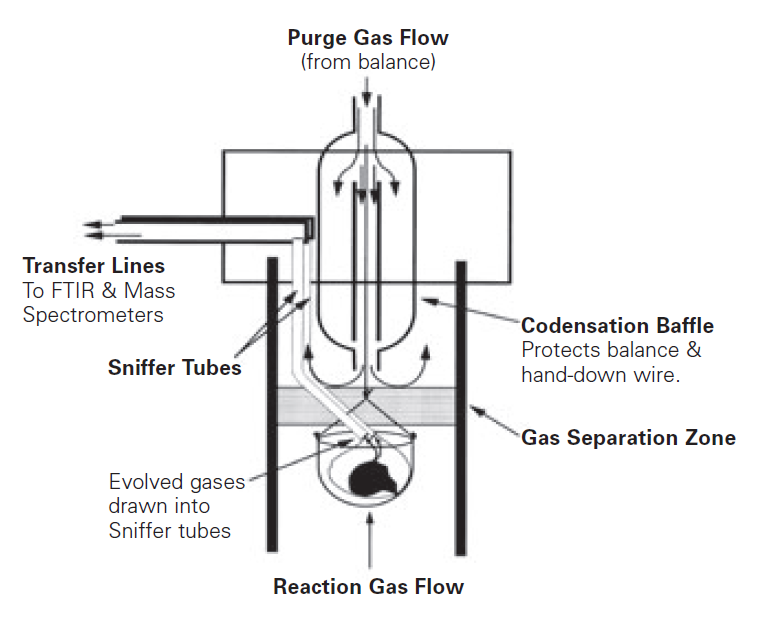 Purge Gas Flow
(from balance)
Transfer Lines
To FTIR & Mass
Spectrometers
Sniffer Tubes
Codensation Baffle
Protects balance &
hand-down wire.
Gas Separation Zone
Evolved gases
drawn into
Sniffer tubes
Reaction Gas Flow